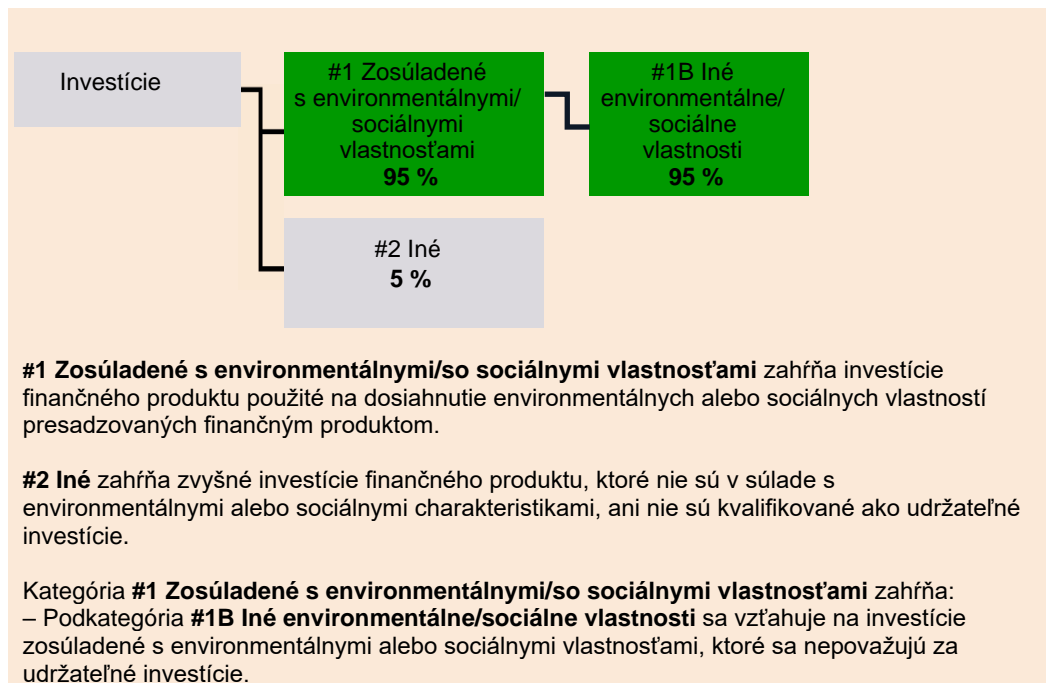 Investície
#1 Zosúladené
s environmentálnymi/
sociálnymi
vlastnosťami
95 %
#1B Iné
environmentálne/
sociálne
vlastnosti
95 %
#2 Iné
5 %
#1 Zosúladené s environmentálnymi/so sociálnymi vlastnosťami zahŕňa investície
finančného produktu použité na dosiahnutie environmentálnych alebo sociálnych vlastností
presadzovaných finančným produktom.
#2 Iné zahŕňa zvyšné investície finančného produktu, ktoré nie sú v súlade s
environmentálnymi alebo sociálnymi charakteristikami, ani nie sú kvalifikované ako udržateľné
investície.
Kategória #1 Zosúladené s environmentálnymi/so sociálnymi vlastnosťami zahŕňa:
– Podkategória #1B Iné environmentálne/sociálne vlastnosti sa vzťahuje na investície
zosúladené s environmentálnymi alebo sociálnymi vlastnosťami, ktoré sa nepovažujú za
udržateľné investície.